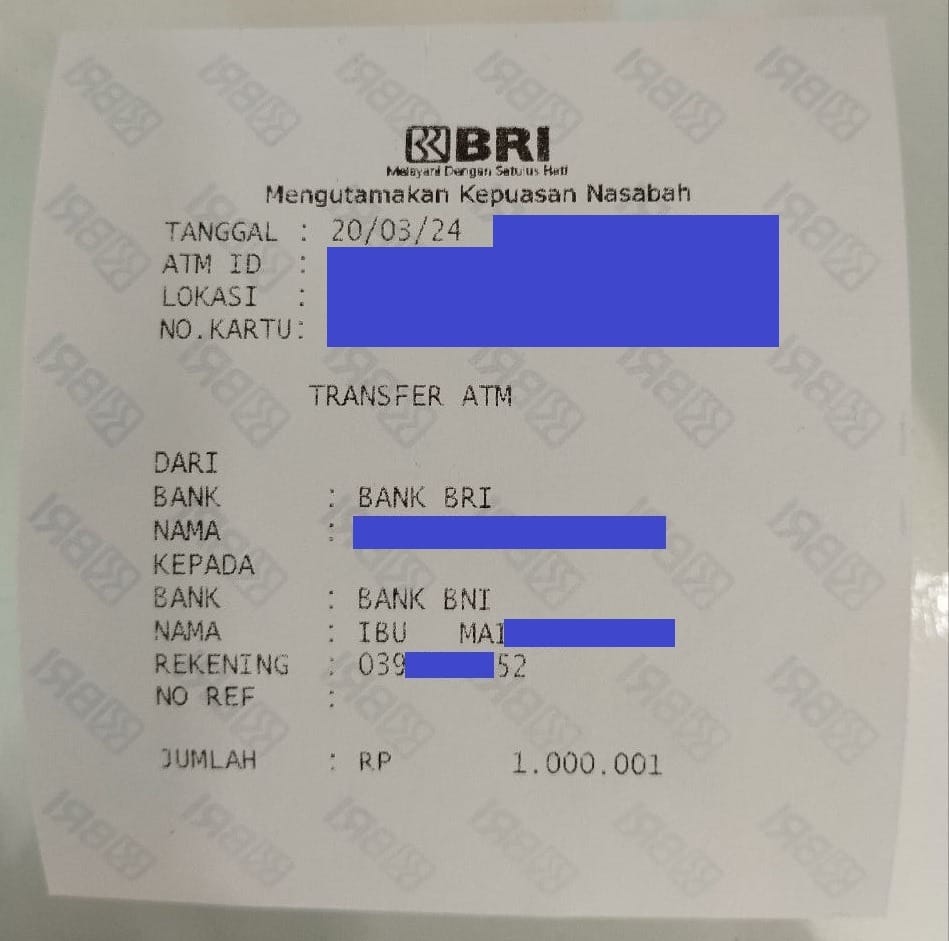 BRI
Melayani Dengan Setulus Hati
Mengutamakan Kepuasan Nasabah
TANGGAL : 20/03/24
ATM ID :
LOKASI :
NO.KARTU:
TRANSFER ATM
DARI
BANK : BANK BRI
NAMA :
KEPADA
BANK : BANK BNI
NAMA : IBU MAI
REKENING : 039 52
NO REF :
JUMLAH : RP 1.000.001